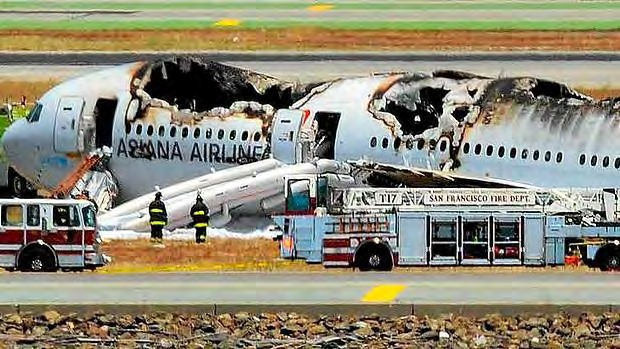 ASIANA AIRLINES
T17
SAN FRANCISCO FIRE DEPT.